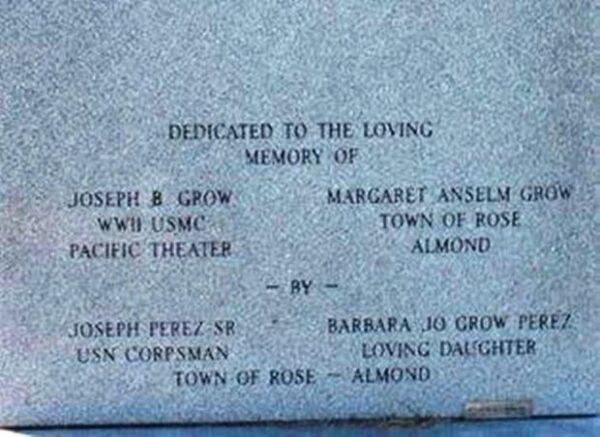 DEDICATED TO THE LOVING
MEMORY OF
JOSEPH B GROW
WWII USMC
PACIFIC THEATER
MARGARET ANSELM GROW
TOWN OF ROSE
ALMOND
— BY —
JOSEPH PEREZ SR
USN CORPSMAN
BARBARA JO GROW PEREZ
LOVING DAUGHTER
TOWN OF ROSE — ALMOND